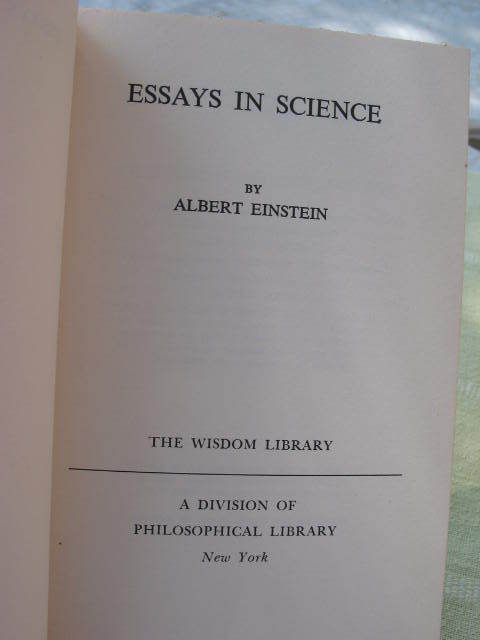 ESSAYS IN SCIENCE
BY
ALBERT EINSTEIN
THE WISDOM LIBRARY
A DIVISION OF
PHILOSOPHICAL LIBRARY
New York